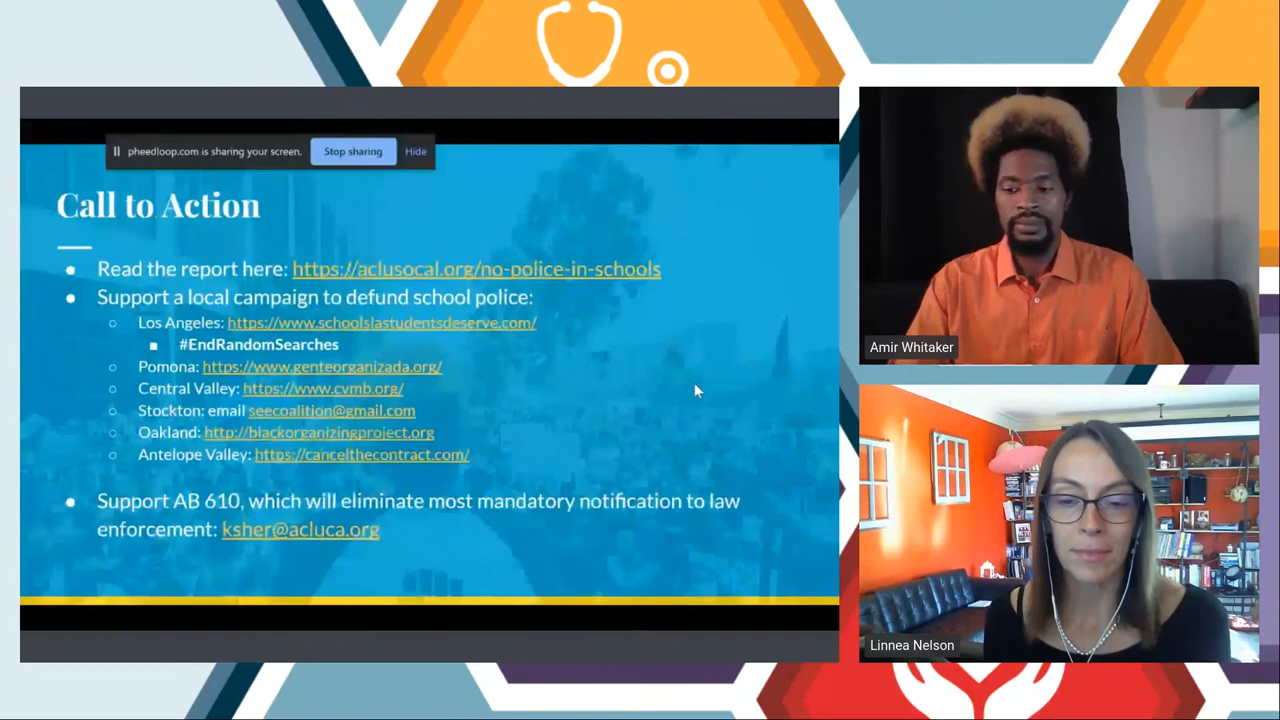 pheedloop.com is sharing your screen.
Stop sharing
Hide
Call to Action
Read the report here: https://aclusocal.org/no-police-in-schools
Support a local campaign to defund school police:
Los Angeles: https://www.schoolslastudentsdeserve.com/
#EndRandomSearches
Pomona: https://www.genteorganizada.org/
Central Valley: https://www.cvmb.org/
Stockton: email seecoalition@gmail.com
Oakland: http://blackorganizingproject.org
Antelope Valley: https://cancelthecontract.com/
Support AB 610, which will eliminate most mandatory notification to law
enforcement: ksher@acluca.org
Amir Whitaker
Linnea Nelson